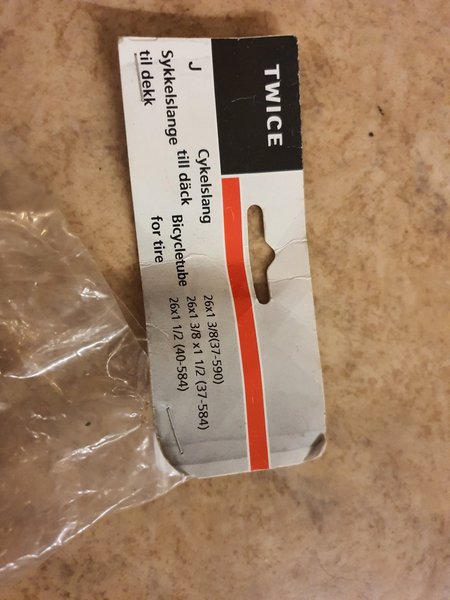 TWICE
J
Sykkelslange
til dekk
Cykelslang
till däck
Bicycletube
for tire
26x1 3/8(37-590)
26x1 3/8 x1 1/2 (37-584)
26x1 1/2 (40-584)